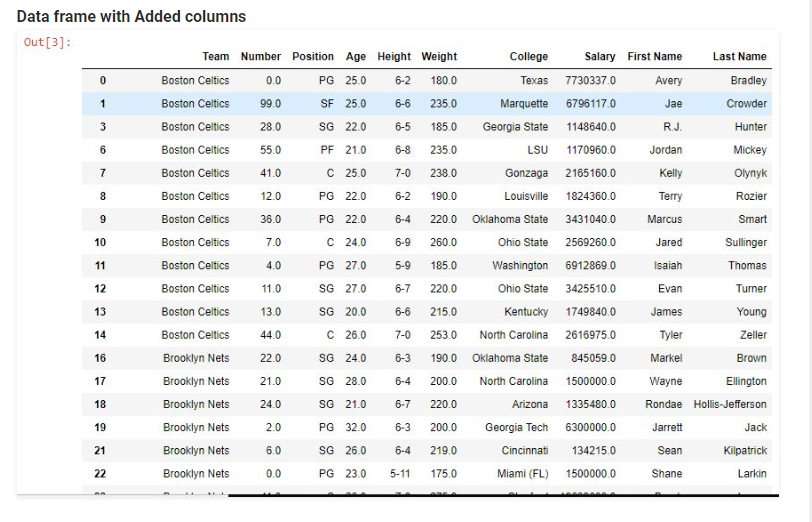 Data frame with Added columns
Out[3]:
Team Number Position Age Height Weight College Salary First Name Last Name
0 Boston Celtics 0.0 PG 25.0 6-2 180.0 Texas 7730337.0 Avery Bradley
1 Boston Celtics 99.0 SF 25.0 6-6 235.0 Marquette 6796117.0 Jae Crowder
3 Boston Celtics 28.0 SG 22.0 6-5 185.0 Georgia State 1148640.0 R.J. Hunter
6 Boston Celtics 55.0 PF 21.0 6-8 235.0 LSU 1170960.0 Jordan Mickey
7 Boston Celtics 41.0 C 25.0 7-0 238.0 Gonzaga 2165160.0 Kelly Olynyk
8 Boston Celtics 12.0 PG 22.0 6-2 190.0 Louisville 1824360.0 Terry Rozier
9 Boston Celtics 36.0 PG 22.0 6-4 220.0 Oklahoma State 3431040.0 Marcus Smart
10 Boston Celtics 7.0 C 24.0 6-9 260.0 Ohio State 2569260.0 Jared Sullinger
11 Boston Celtics 4.0 PG 27.0 5-9 185.0 Washington 6912869.0 Isaiah Thomas
12 Boston Celtics 11.0 SG 27.0 6-7 220.0 Ohio State 3425510.0 Evan Turner
13 Boston Celtics 13.0 SG 20.0 6-6 215.0 Kentucky 1749840.0 James Young
14 Boston Celtics 44.0 C 26.0 7-0 253.0 North Carolina 2616975.0 Tyler Zeller
16 Brooklyn Nets 22.0 SG 24.0 6-3 190.0 Oklahoma State 845059.0 Markel Brown
17 Brooklyn Nets 21.0 SG 28.0 6-4 200.0 North Carolina 1500000.0 Wayne Ellington
18 Brooklyn Nets 24.0 SG 21.0 6-7 220.0 Arizona 1335480.0 Rondae Hollis-Jefferson
19 Brooklyn Nets 2.0 PG 32.0 6-3 200.0 Georgia Tech 6300000.0 Jarrett Jack
21 Brooklyn Nets 6.0 SG 26.0 6-4 219.0 Cincinnati 134215.0 Sean Kilpatrick
22 Brooklyn Nets 0.0 PG 23.0 5-11 175.0 Miami (FL) 1500000.0 Shane Larkin